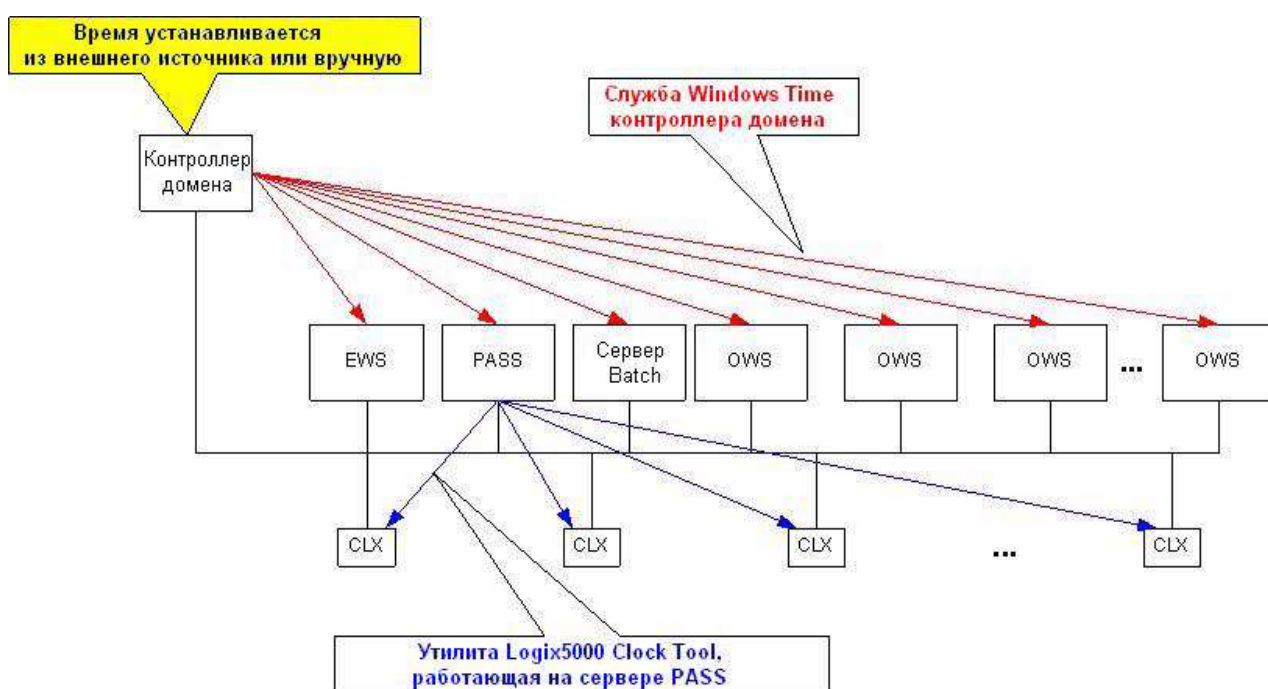 Время устанавливается
из внешнего источника или вручную
Служба Windows Time
контроллера домена
Контроллер
домена
EWS
PASS
Сервер
Batch
OWS
OWS
OWS
...
OWS
CLX
CLX
CLX
...
CLX
Утилита Logix5000 Clock Tool,
работающая на сервере PASS